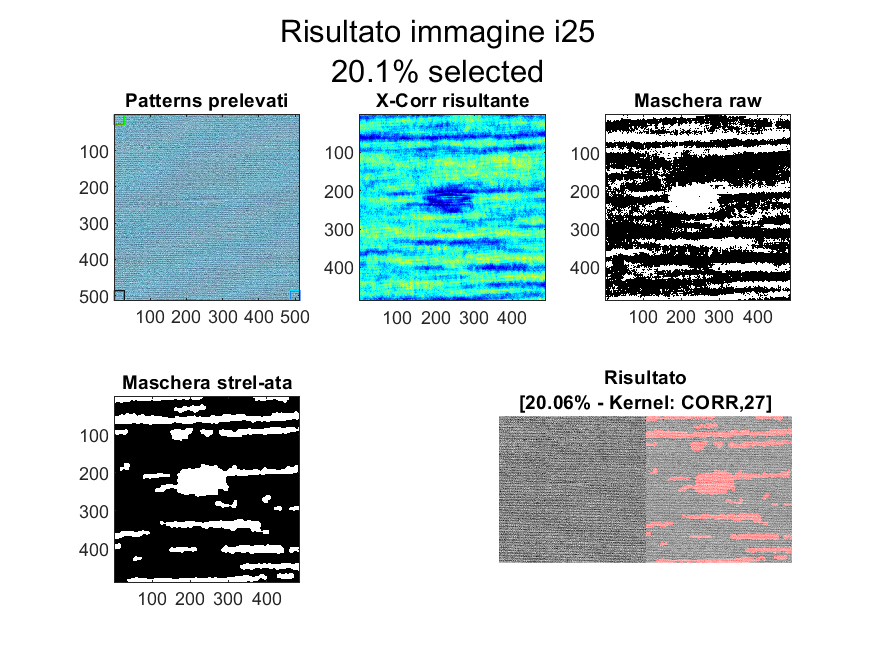 Risultato immagine i25
20.1% selected
Patterns prelevati
100
200
300
400
500
100 200 300 400 500
X-Corr risultante
100
200
300
400
100 200 300 400
Maschera raw
100
200
300
400
100 200 300 400
Maschera strel-ata
100
200
300
400
100 200 300 400
Risultato
[20.06% - Kernel: CORR,27]